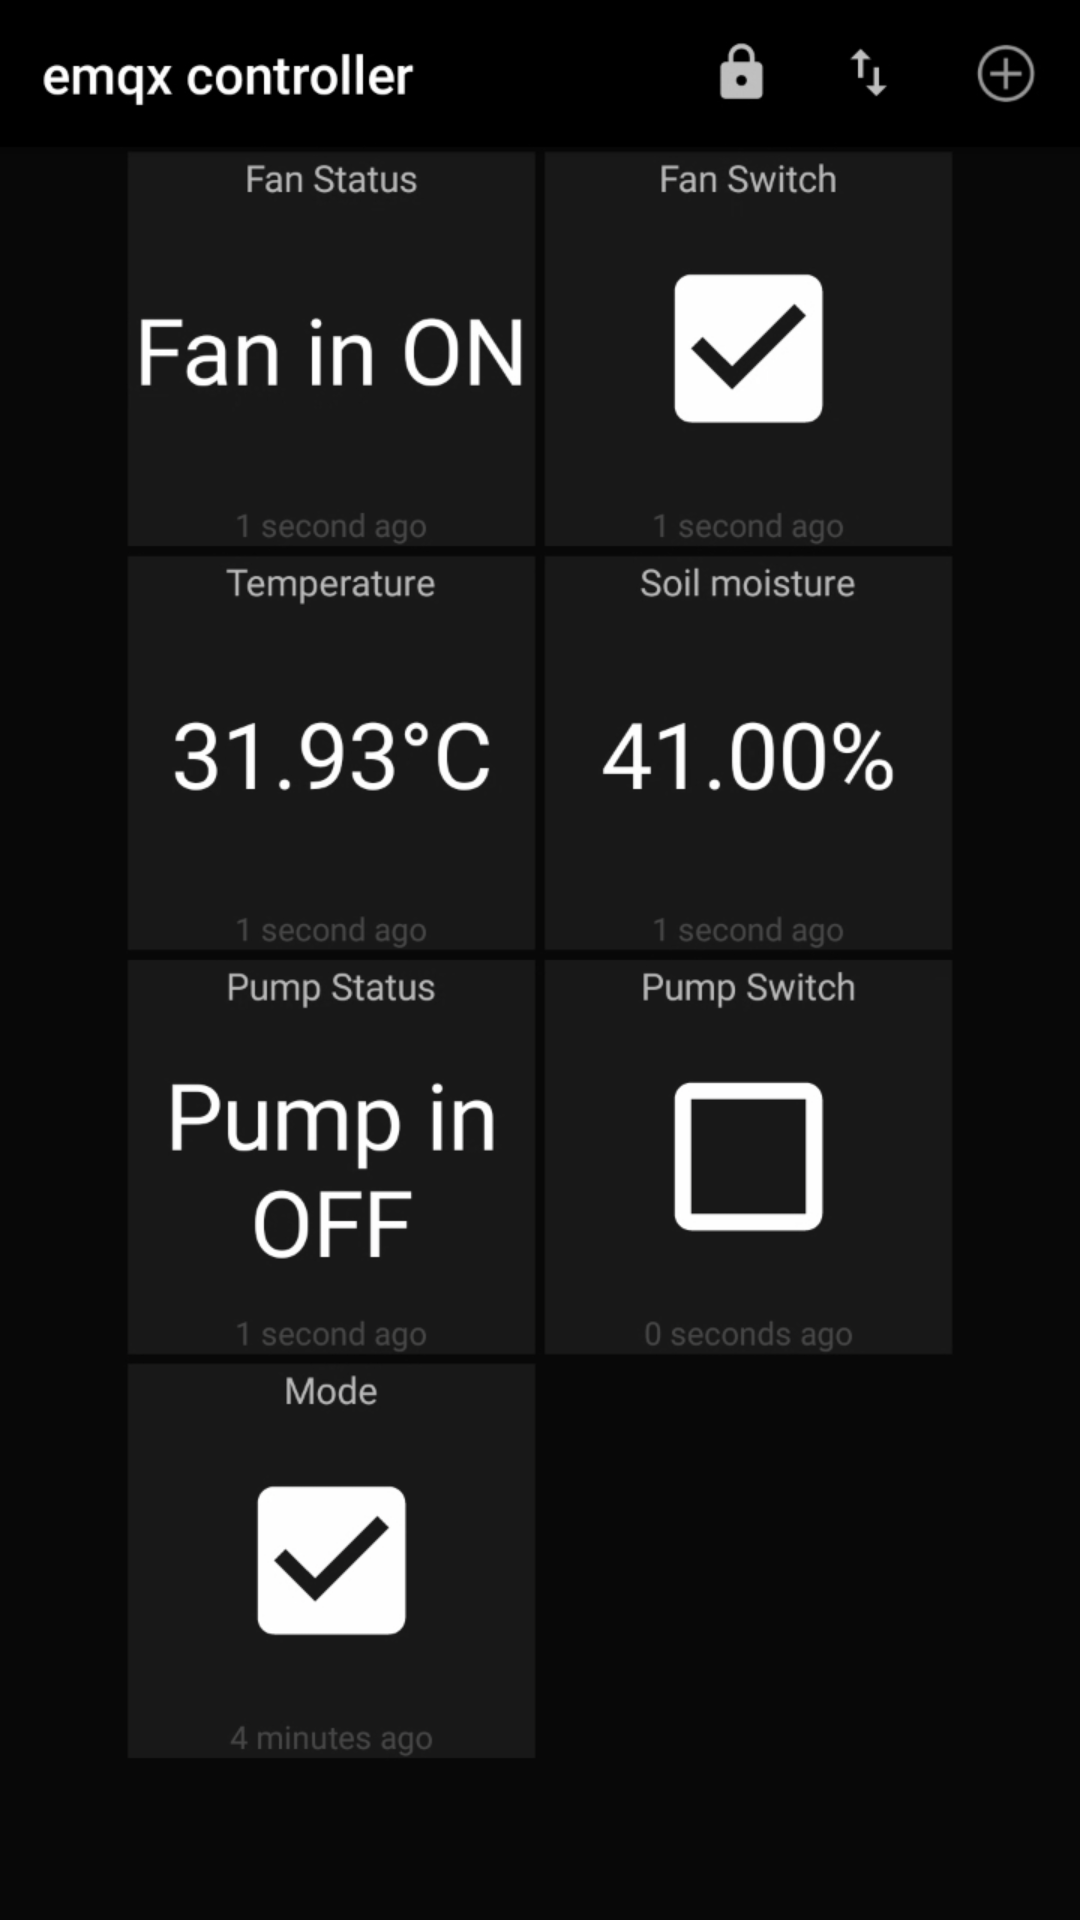 emqx controller
Fan Status
Fan Switch
Fan in ON
1 second ago
1 second ago
Temperature
Soil moisture
31.93°C
41.00%
1 second ago
1 second ago
Pump Status
Pump Switch
Pump in
OFF
1 second ago
0 seconds ago
Mode
4 minutes ago